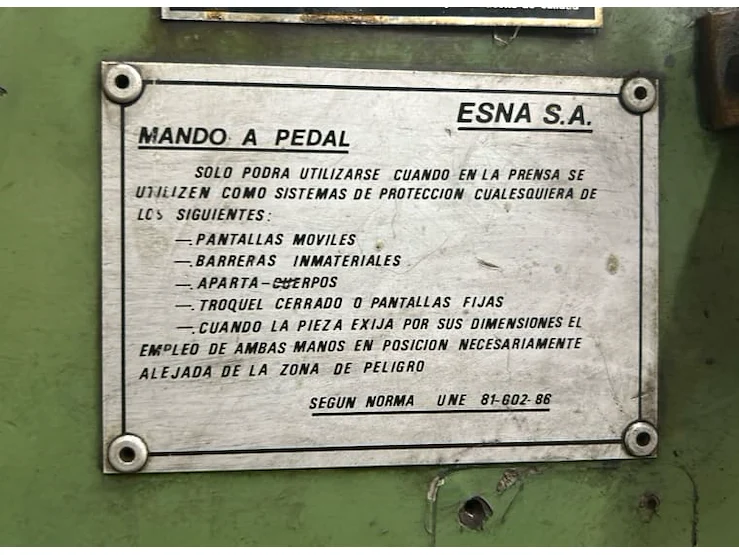 ESNA S.A.
MANDO A PEDAL
SOLO PODRA UTILIZARSE CUANDO EN LA PRENSA SE
UTILIZEN COMO SISTEMAS DE PROTECCION CUALESQUIERA DE
LOS SIGUIENTES:
—. PANTALLAS MOVILES
—. BARRERAS INMATERIALES
—. APARTA-CUERPOS
—. TROQUEL CERRADO O PANTALLAS FIJAS
—. CUANDO LA PIEZA EXIJA POR SUS DIMENSIONES EL
EMPLEO DE AMBAS MANOS EN POSICION NECESARIAMENTE
ALEJADA DE LA ZONA DE PELIGRO
SEGUN NORMA UNE 81-602-86